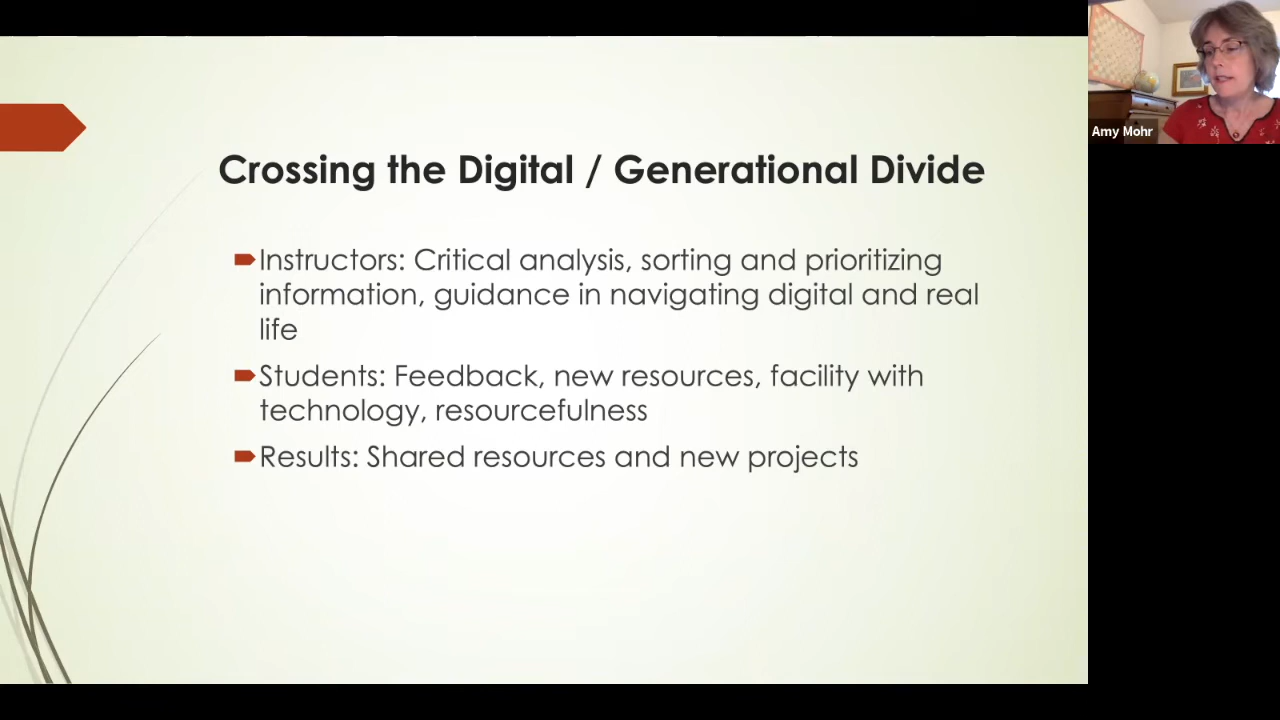 Crossing the Digital / Generational Divide
Instructors: Critical analysis, sorting and prioritizing
information, guidance in navigating digital and real
life
Students: Feedback, new resources, facility with
technology, resourcefulness
Results: Shared resources and new projects
Amy Mohr